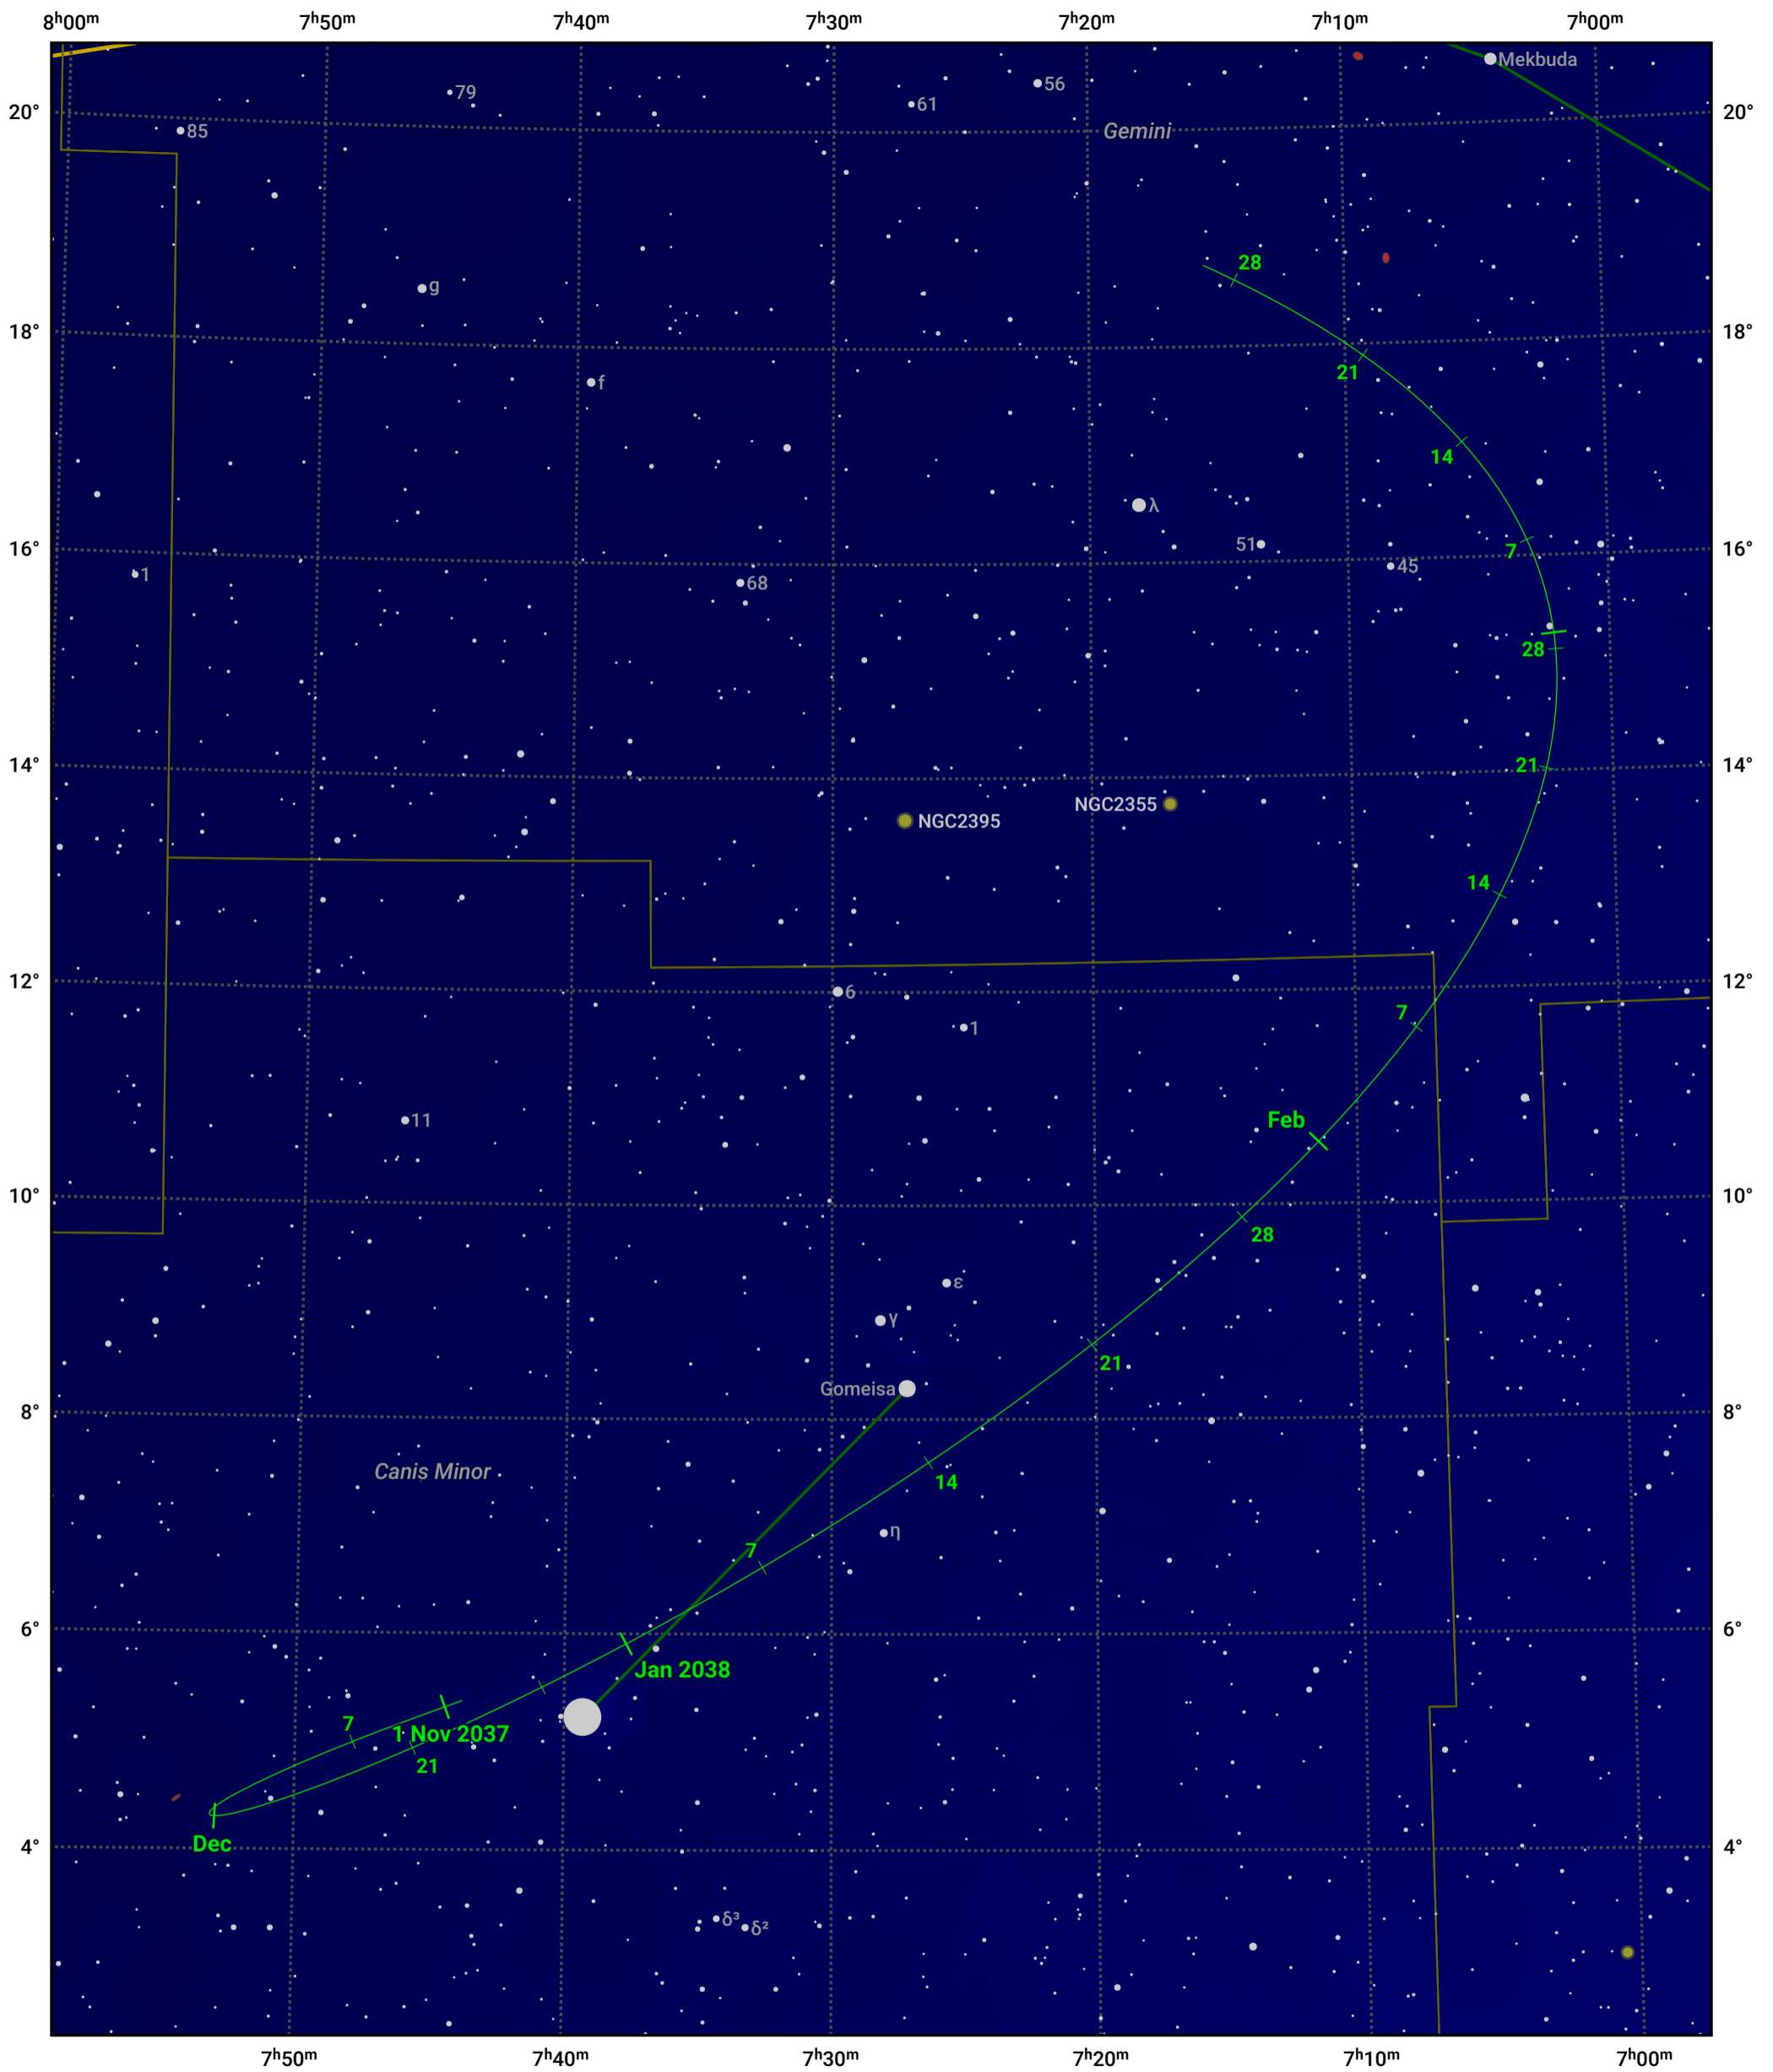 8ʰ00ᵐ 7ʰ50ᵐ 7ʰ40ᵐ 7ʰ30ᵐ 7ʰ20ᵐ 7ʰ10ᵐ 7ʰ00ᵐ
Mekbuda
56
79
61
20° 20°
85
Gemini
28
g
18° 18°
21
f
14
λ
51
16° 7 16°
45
1
68
28
14° 21 14°
NGC2355
NGC2395
14
12° 12°
6
7
1
Feb
11
10° 10°
28
ε
γ
21
Gomeisa
8° 8°
Canis Minor
14
η
7
6° 6°
Jan 2038
7
1 Nov 2037
21
Dec
4° 4°
δ³
δ²
7ʰ50ᵐ 7ʰ40ᵐ 7ʰ30ᵐ 7ʰ20ᵐ 7ʰ10ᵐ 7ʰ00ᵐ